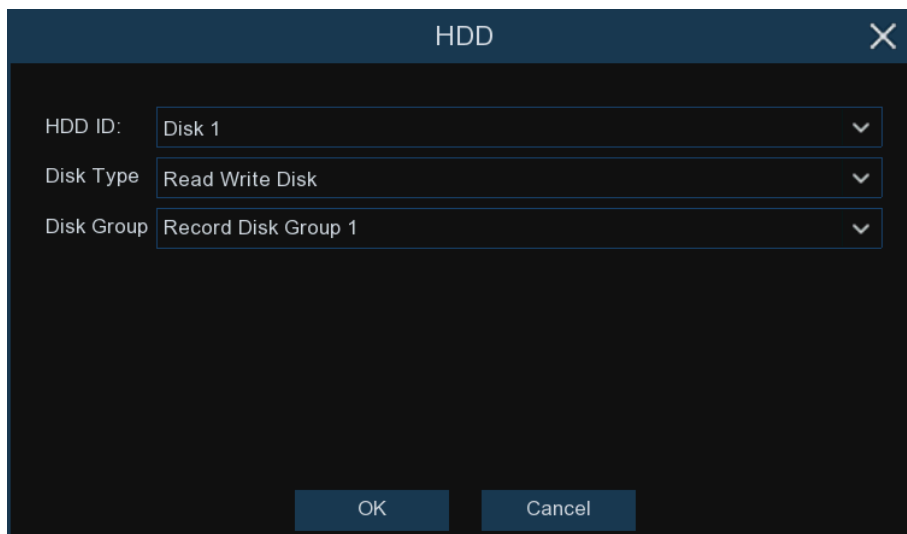 HDD
HDD ID: Disk 1
Disk Type Read Write Disk
Disk Group Record Disk Group 1
OK Cancel